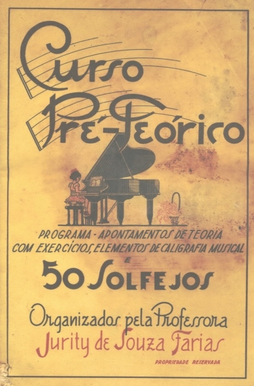 Curso
Pré-Teórico
PROGRAMA - APONTAMENTOS DE TEORIA
COM EXERCÍCIOS, ELEMENTOS DE CALIGRAFIA MUSICAL
E
50 SOLFEJOS
Organizados pela Professora
Jurity de Souza Farias
PROPRIEDADE RESERVADA